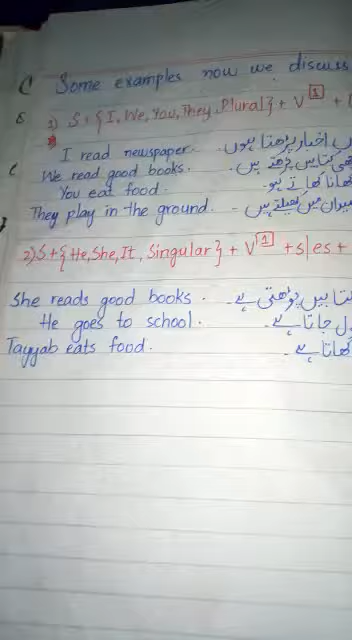 Some examples now we discuss
1) S+{I, We, You, They, Plural} + V [1] +
I read newspaper. اخبار پڑھتا ہوں۔
We read good books. کتابیں پڑھتے ہیں۔
You eat food. کھانا کھاتے ہو۔
They play in the ground. میدان میں کھیلتے ہیں۔
2) S+{He, She, It, Singular} + V [1] + s/es +
She reads good books. کتابیں پڑھتی ہے۔
He goes to school. جاتا ہے۔
Tayyab eats food. کھاتا ہے۔